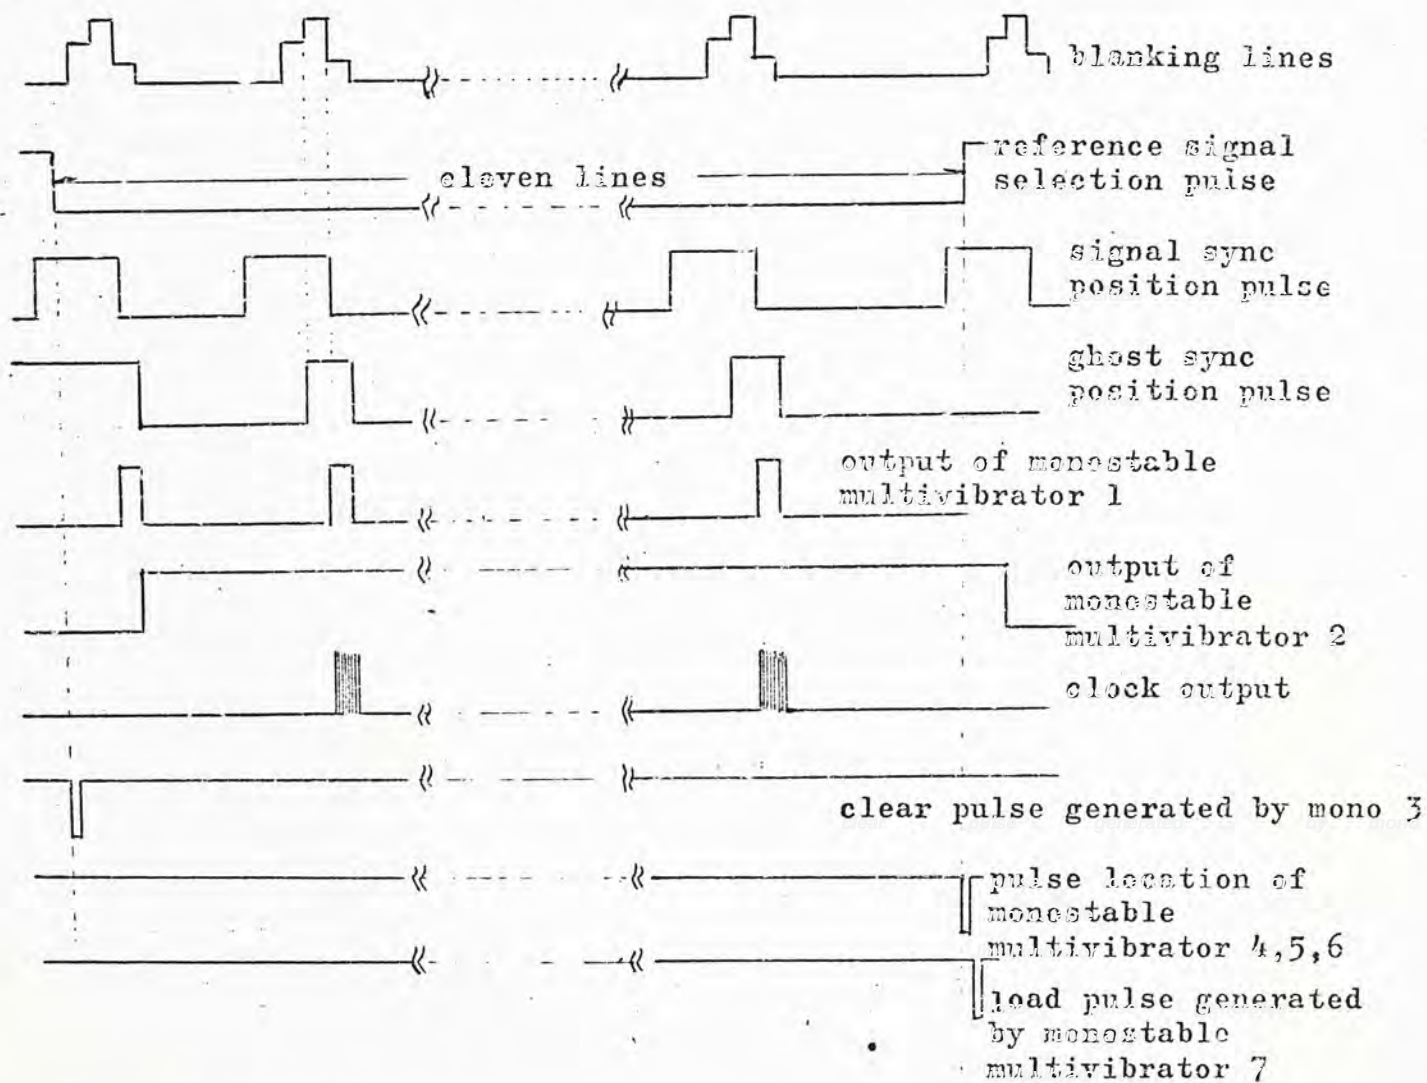 blanking lines
reference signal
eleven lines
selection pulse
signal sync
position pulse
ghost sync
position pulse
output of monostable
multivibrator 1
output of
monostable
multivibrator 2
clock output
clear pulse generated by mono 3
pulse location of
monostable
multivibrator 4,5,6
load pulse generated
by monostable
multivibrator 7